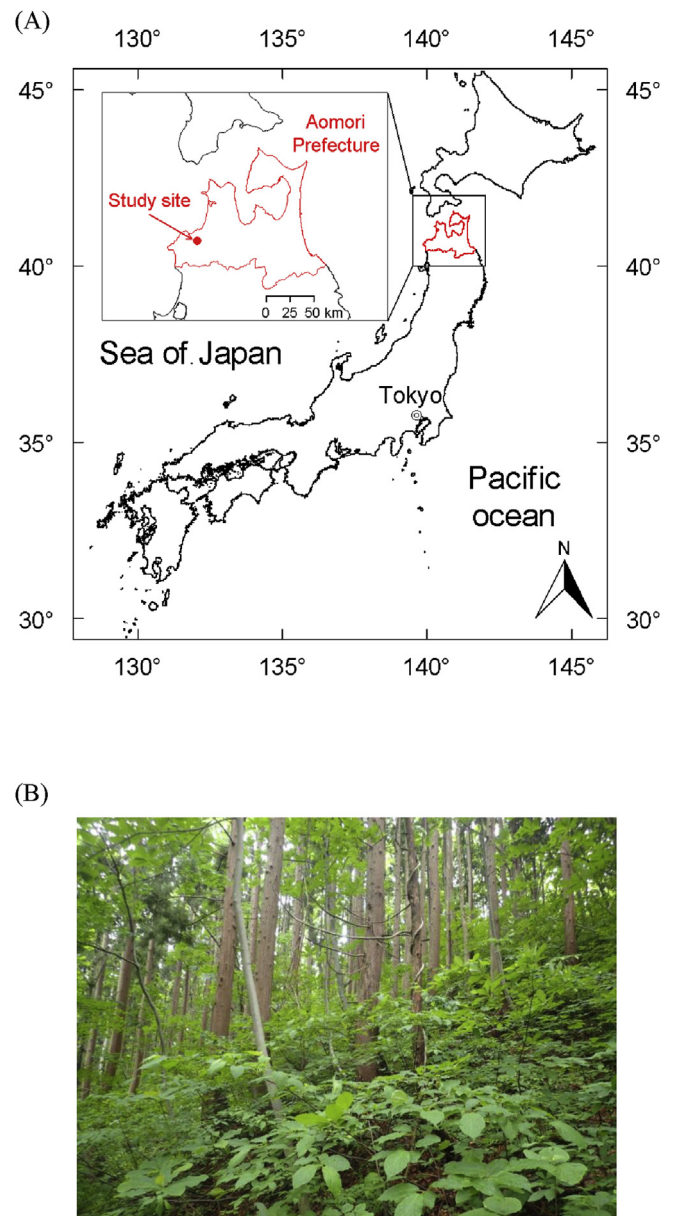 (A)
130° 135° 140° 145°
45° 45°
Aomori
Prefecture
Study site
0 25 50 km
40° 40°
Sea of Japan
Tokyo
35° 35°
Pacific
ocean
N
30° 30°
130° 135° 140° 145°
(B)